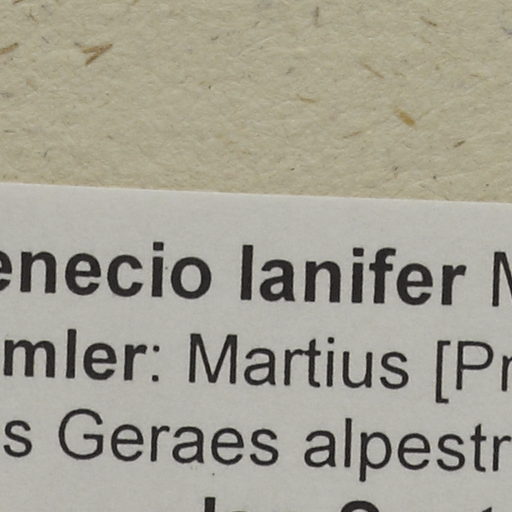 enecio lanifer M
mler: Martius [Pr
s Geraes alpestr